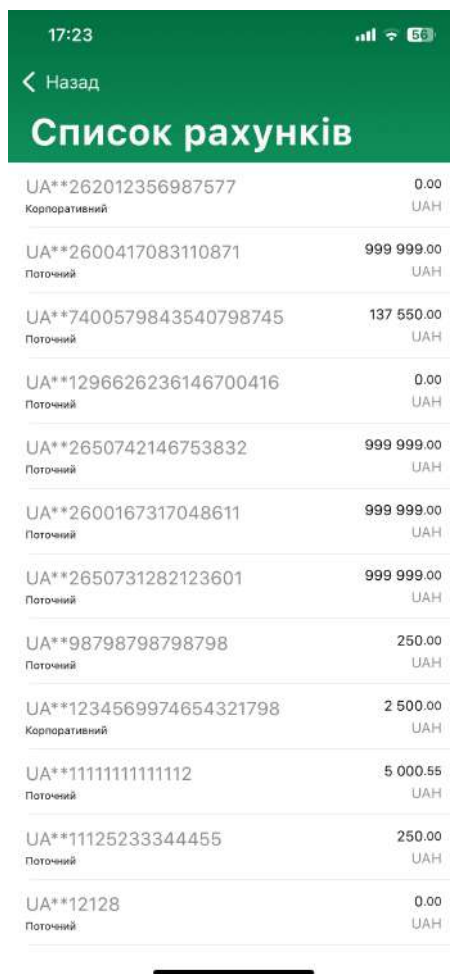 17:23
56
Назад
Список рахунків
UA**262012356987577 0.00
Корпоративний UAH
UA**2600417083110871 999 999.00
Поточний UAH
UA**7400579843540798745 137 550.00
Поточний UAH
UA**1296626236146700416 0.00
Поточний UAH
UA**2650742146753832 999 999.00
Поточний UAH
UA**2600167317048611 999 999.00
Поточний UAH
UA**2650731282123601 999 999.00
Поточний UAH
UA**98798798798798 250.00
Поточний UAH
UA**1234569974654321798 2 500.00
Корпоративний UAH
UA**11111111111112 5 000.55
Поточний UAH
UA**11125233344455 250.00
Поточний UAH
UA**12128 0.00
Поточний UAH